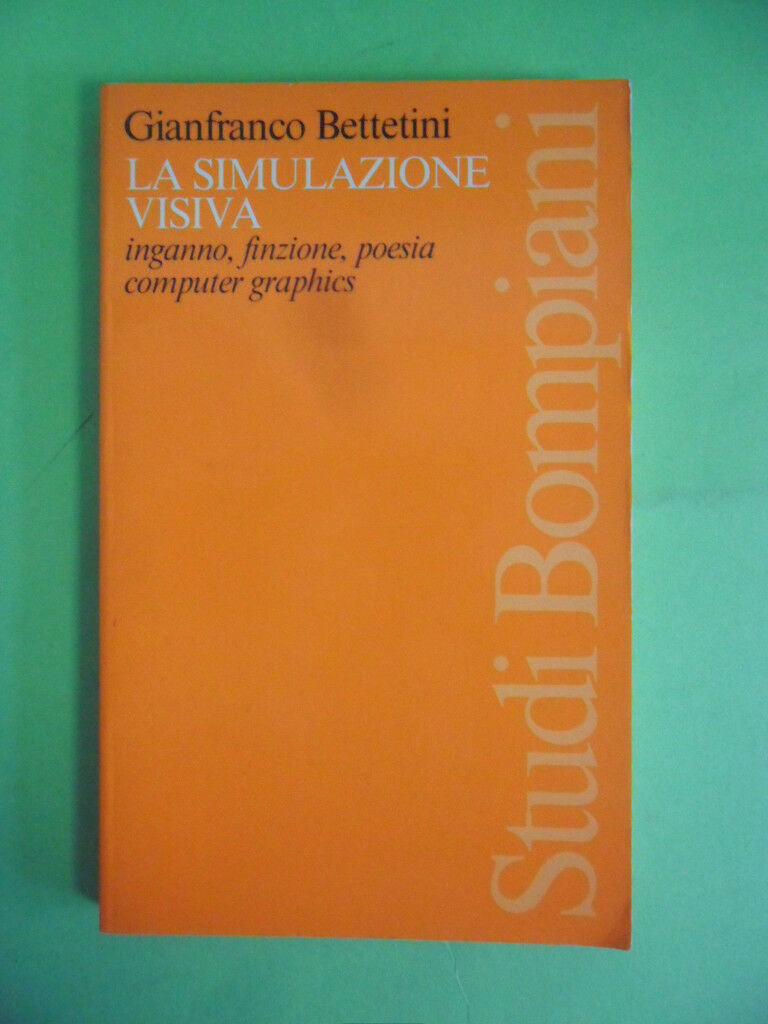 Gianfranco Bettetini
LA SIMULAZIONE
VISIVA
inganno, finzione, poesia
computer graphics
Studi Bompiani